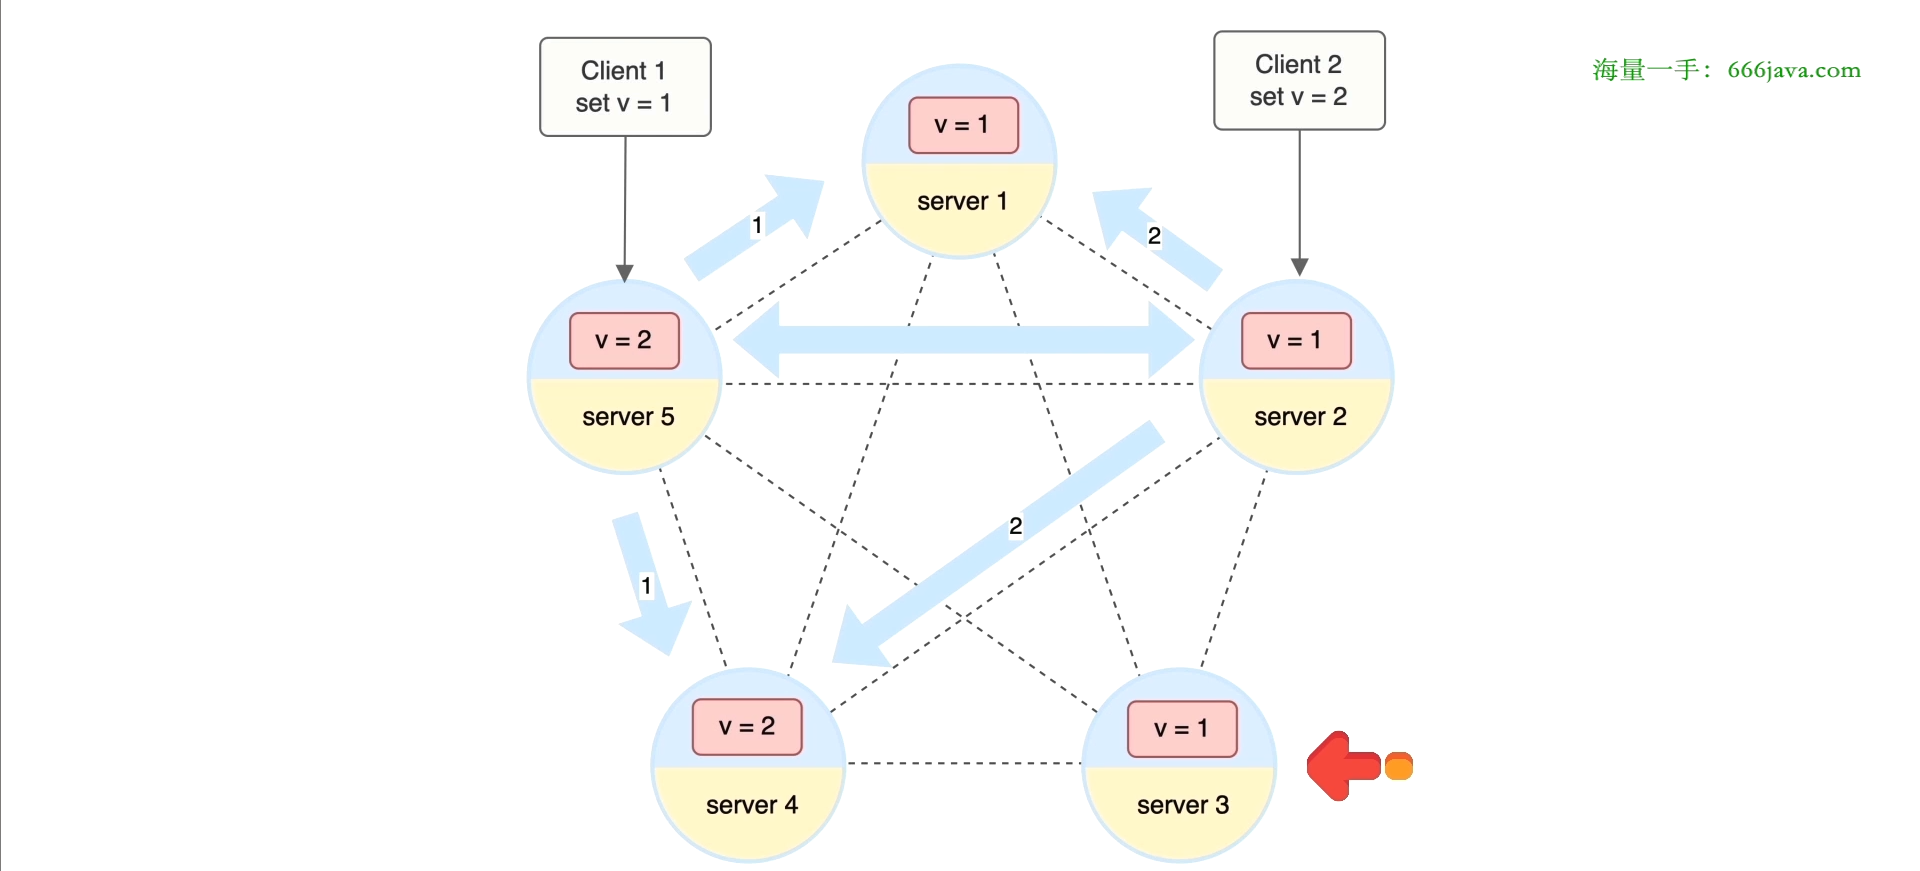 Client 1
set v = 1
Client 2
set v = 2
海量一手：666java.com
v = 1
server 1
1
2
v = 2
server 5
v = 1
server 2
2
1
v = 2
server 4
v = 1
server 3